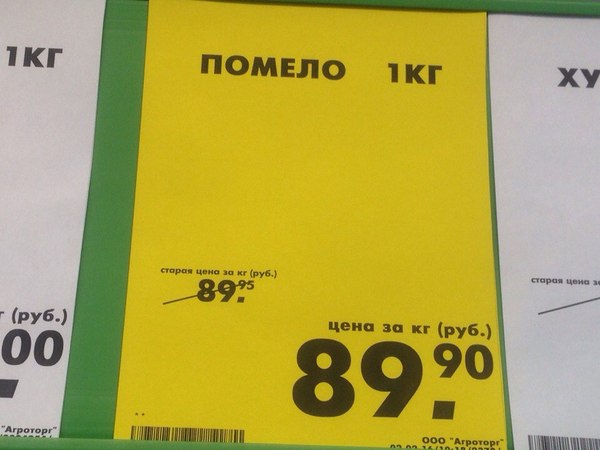 1КГ
г (руб.)
00
"Агроторг"
ПОМЕЛО 1КГ
старая цена за кг (руб.)
89.95
цена за кг (руб.)
89.90
ООО "Агроторг"
ХУ
старая цена за